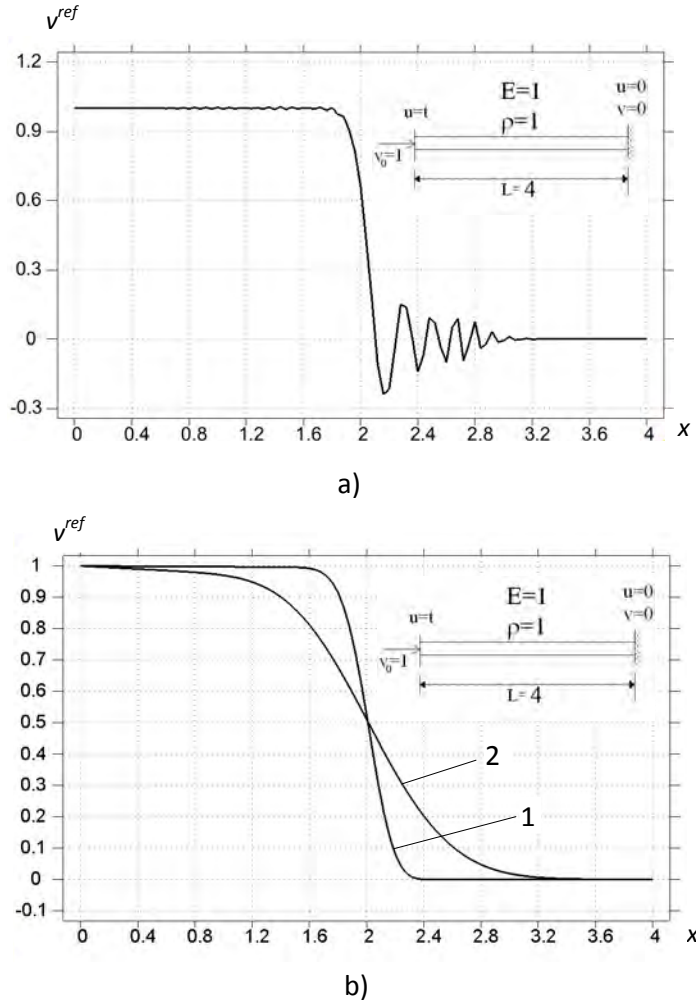 v^ref
1.2
0.9
0.6
0.3
0
-0.3
E=1
ρ=1
u=t
v₀=1
u=0
v=0
L=4
0 0.4 0.8 1.2 1.6 2 2.4 2.8 3.2 3.6 4
x
a)
v^ref
1
0.9
0.8
0.7
0.6
0.5
0.4
0.3
0.2
0.1
0
-0.1
E=1
ρ=1
u=t
v₀=1
u=0
v=0
L=4
2
1
0 0.4 0.8 1.2 1.6 2 2.4 2.8 3.2 3.6 4
x
b)